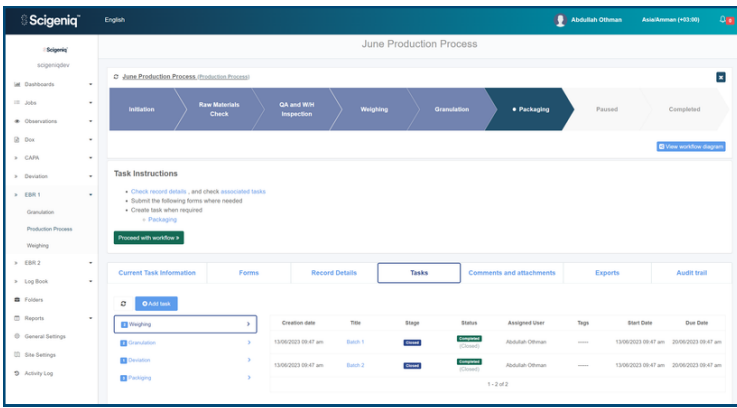 Scigeniq
English
Abdullah Othman
Asia/Amman (+03:00)
Scigeniq
scigeniqdev
Dashboards
Jobs
Observations
Dox
CAPA
Deviation
EBR 1
Granulation
Production Process
Weighing
EBR 2
Log Book
Folders
Reports
General Settings
Site Settings
Activity Log
June Production Process
June Production Process (Production Process)
Initiation
Raw Materials
Check
QA and W/H
Inspection
Weighing
Granulation
Packaging
Paused
Completed
View workflow diagram
Task Instructions
Check record details , and check associated tasks
Submit the following forms where needed
Create task when required
Packaging
Proceed with workflow »
Current Task Information Forms Record Details Tasks Comments and attachments Exports Audit trail
Add task
Weighing
Granulation
Deviation
Packaging
Creation date Title Stage Status Assigned User Tags Start Date Due Date
13/06/2023 09:47 am Batch 1 Closed Completed (Closed) Abdullah Othman ----- 13/06/2023 09:47 am 20/06/2023 09:47 am
13/06/2023 09:47 am Batch 2 Closed Completed (Closed) Abdullah Othman ----- 13/06/2023 09:47 am 20/06/2023 09:47 am
1 - 2 of 2